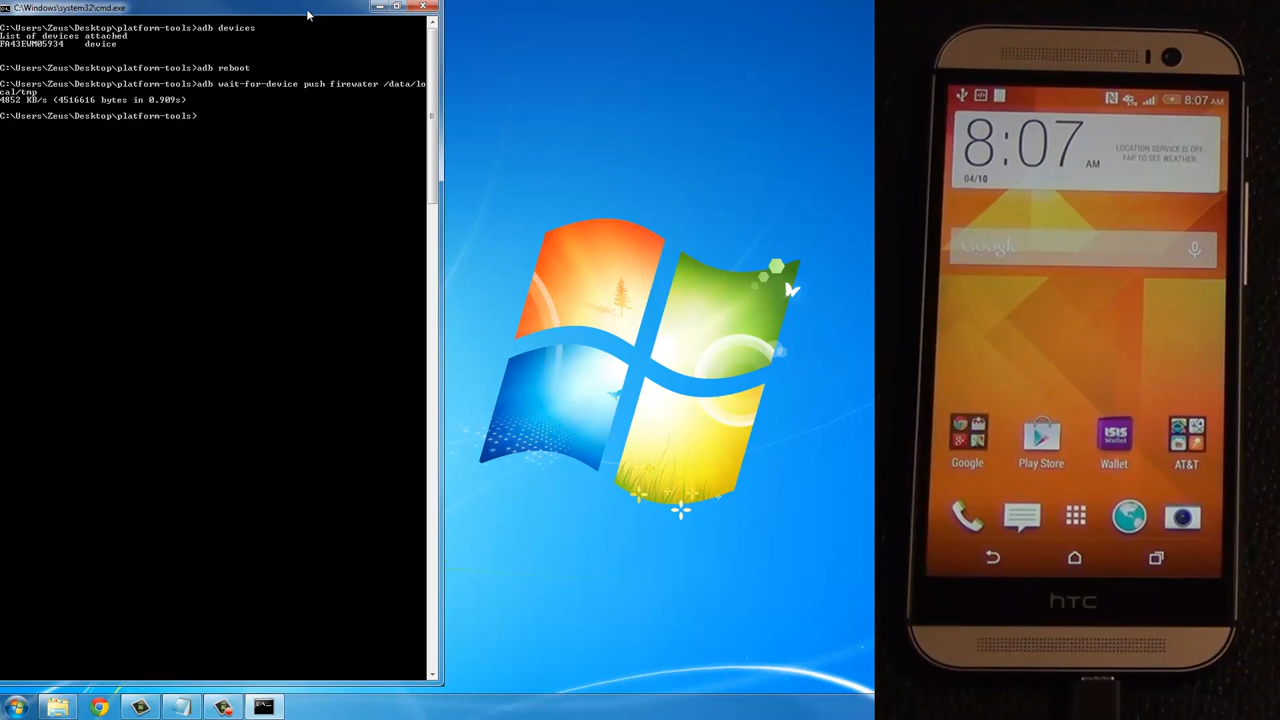 C:\Windows\system32\cmd.exe
C:\Users\Zeus\Desktop\platform-tools>adb devices
List of devices attached
FA43EWM05934 device
C:\Users\Zeus\Desktop\platform-tools>adb reboot
C:\Users\Zeus\Desktop\platform-tools>adb wait-for-device push firewater /data/lo
cal/tmp
4852 KB/s (4516616 bytes in 0.909s)
C:\Users\Zeus\Desktop\platform-tools>
8:07 AM
8:07 AM
04/10
LOCATION SERVICE IS OFF.
TAP TO SEE WEATHER.
Google
Google
Play Store
ISIS
Wallet
Wallet
AT&T
hTC